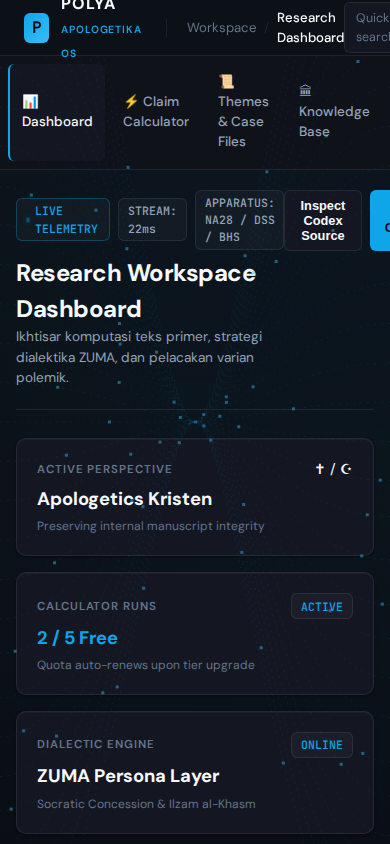 POLYA
APOLOGETIKA
OS
P
Workspace / Research
Dashboard
Quick
searc
📊
Dashboard
⚡ Claim
Calculator
📜
Themes
& Case
Files
🏛
Knowledge
Base
LIVE
TELEMETRY
STREAM:
22ms
APPARATUS:
NA28 / DSS
/ BHS
Inspect
Codex
Source
Research Workspace
Dashboard
Ikhtisar komputasi teks primer, strategi
dialektika ZUMA, dan pelacakan varian
polemik.
ACTIVE PERSPECTIVE
✝ / ☪
Apologetics Kristen
Preserving internal manuscript integrity
CALCULATOR RUNS
ACTIVE
2 / 5 Free
Quota auto-renews upon tier upgrade
DIALECTIC ENGINE
ONLINE
ZUMA Persona Layer
Socratic Concession & Ilzam al-Khasm